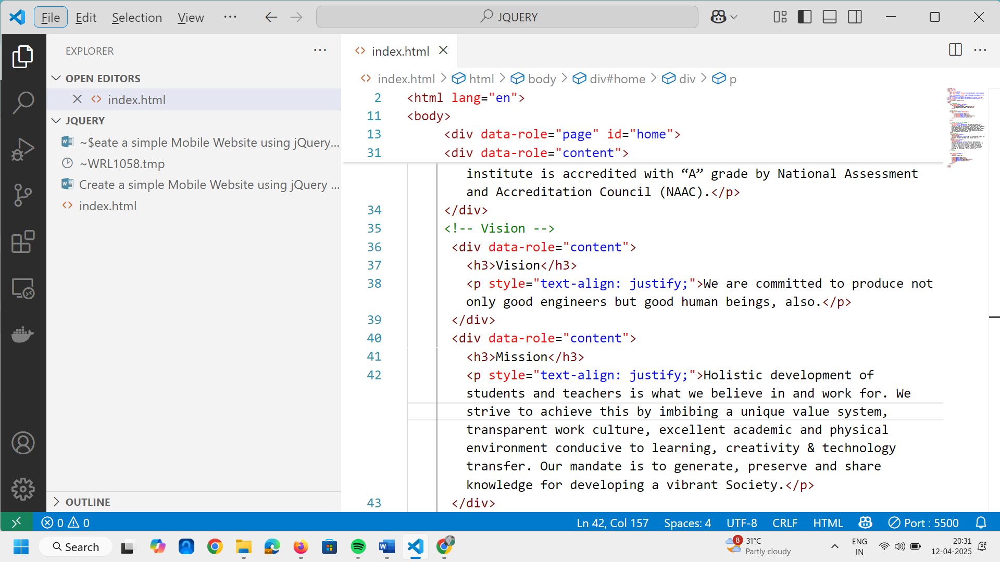 File Edit Selection View ··· JQUERY
EXPLORER ···
OPEN EDITORS
index.html
JQUERY
~$eate a simple Mobile Website using jQuery...
~WRL1058.tmp
Create a simple Mobile Website using jQuery ...
index.html
OUTLINE
index.html
index.html > html > body > div#home > div > p
2 <html lang="en">
11 <body>
13 <div data-role="page" id="home">
31 <div data-role="content">
institute is accredited with “A” grade by National Assessment
and Accreditation Council (NAAC).</p>
34 </div>
35 <!-- Vision -->
36 <div data-role="content">
37 <h3>Vision</h3>
38 <p style="text-align: justify;">We are committed to produce not
only good engineers but good human beings, also.</p>
39 </div>
40 <div data-role="content">
41 <h3>Mission</h3>
42 <p style="text-align: justify;">Holistic development of
students and teachers is what we believe in and work for. We
strive to achieve this by imbibing a unique value system,
transparent work culture, excellent academic and physical
environment conducive to learning, creativity & technology
transfer. Our mandate is to generate, preserve and share
knowledge for developing a vibrant Society.</p>
43 </div>
0 0 Ln 42, Col 157 Spaces: 4 UTF-8 CRLF HTML Port : 5500
Search
8 31°C
Partly cloudy
ENG
IN
20:31
12-04-2025